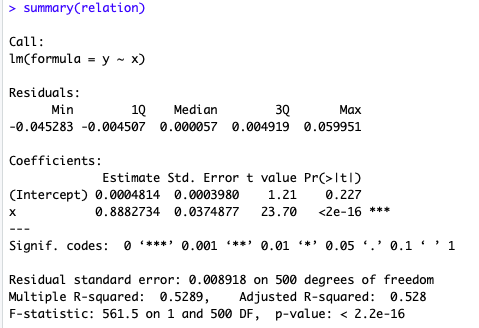 > summary(relation)
Call:
lm(formula = y ~ x)
Residuals:
Min 1Q Median 3Q Max
-0.045283 -0.004507 0.000057 0.004919 0.059951
Coefficients:
Estimate Std. Error t value Pr(>|t|)
(Intercept) 0.0004814 0.0003980 1.21 0.227
x 0.8882734 0.0374877 23.70 <2e-16 ***
---
Signif. codes: 0 ‘***’ 0.001 ‘**’ 0.01 ‘*’ 0.05 ‘.’ 0.1 ‘ ’ 1
Residual standard error: 0.008918 on 500 degrees of freedom
Multiple R-squared: 0.5289, Adjusted R-squared: 0.528
F-statistic: 561.5 on 1 and 500 DF, p-value: < 2.2e-16